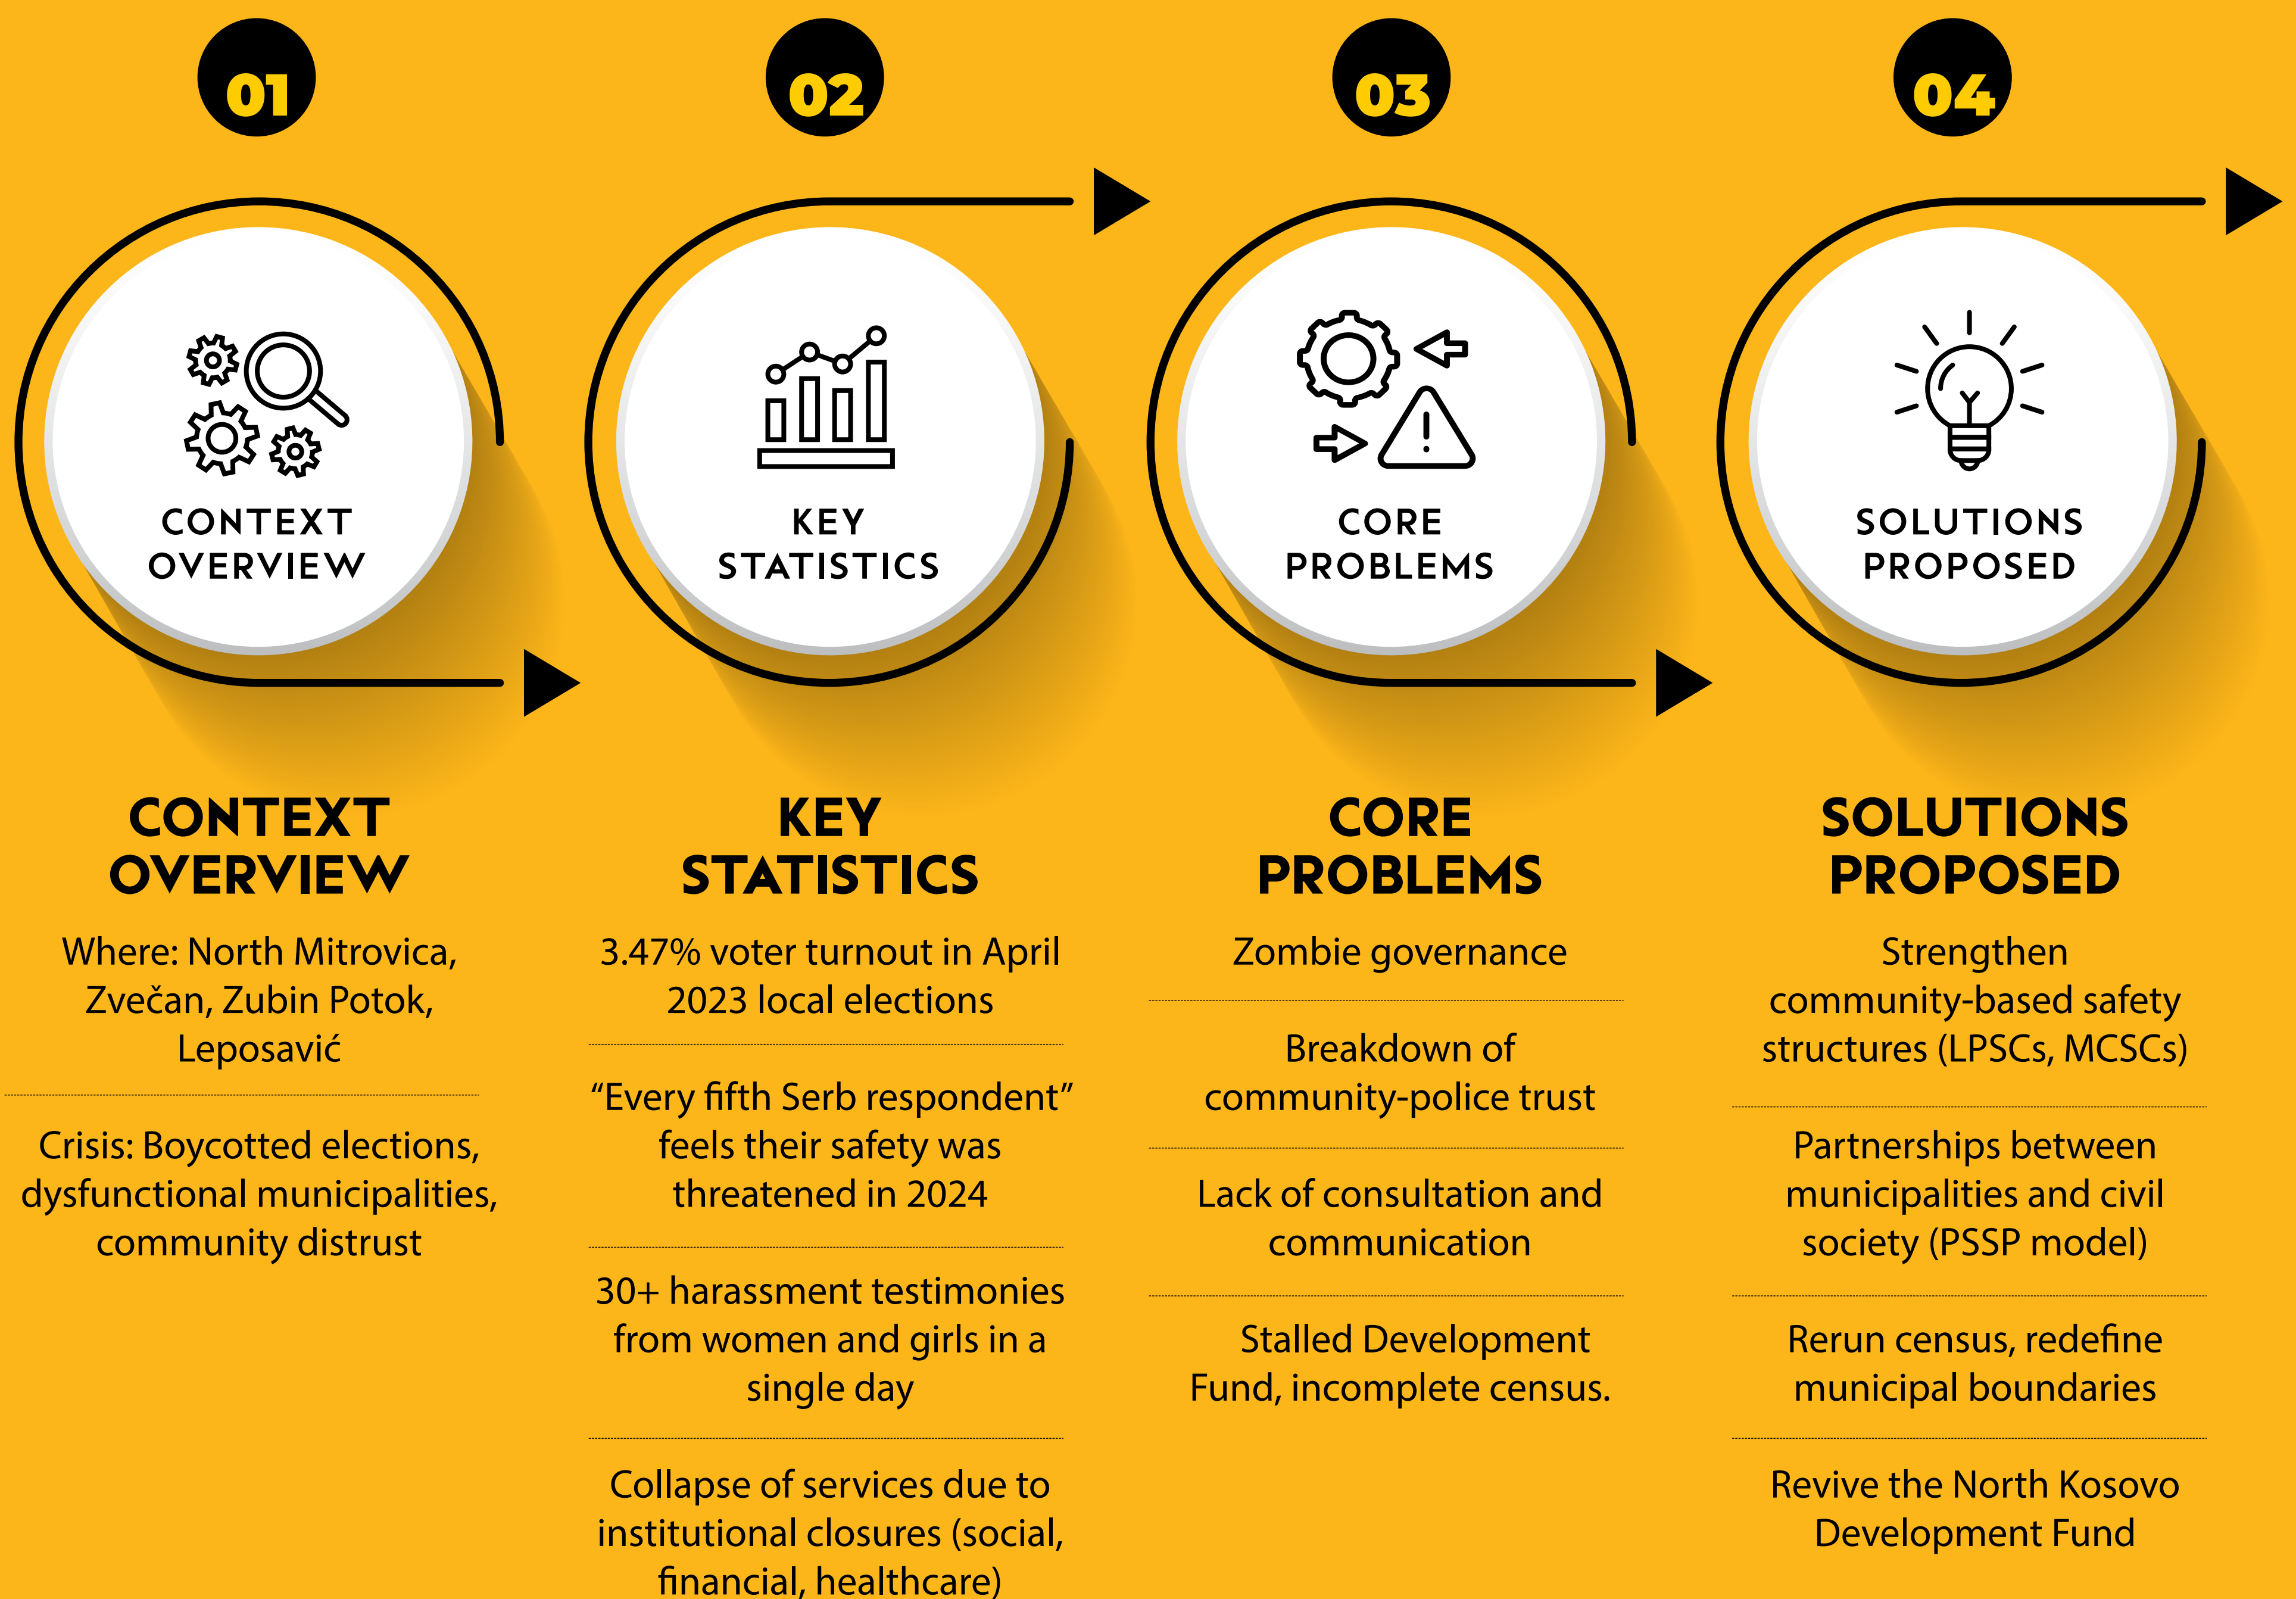 01
02
03
04
CONTEXT
OVERVIEW
KEY
STATISTICS
CORE
PROBLEMS
SOLUTIONS
PROPOSED
CONTEXT
OVERVIEW
Where: North Mitrovica,
Zvečan, Zubin Potok,
Leposavić
Crisis: Boycotted elections,
dysfunctional municipalities,
community distrust
KEY
STATISTICS
3.47% voter turnout in April
2023 local elections
“Every fifth Serb respondent”
feels their safety was
threatened in 2024
30+ harassment testimonies
from women and girls in a
single day
Collapse of services due to
institutional closures (social,
financial, healthcare)
CORE
PROBLEMS
Zombie governance
Breakdown of
community-police trust
Lack of consultation and
communication
Stalled Development
Fund, incomplete census.
SOLUTIONS
PROPOSED
Strengthen
community-based safety
structures (LPSCs, MCSCs)
Partnerships between
municipalities and civil
society (PSSP model)
Rerun census, redefine
municipal boundaries
Revive the North Kosovo
Development Fund